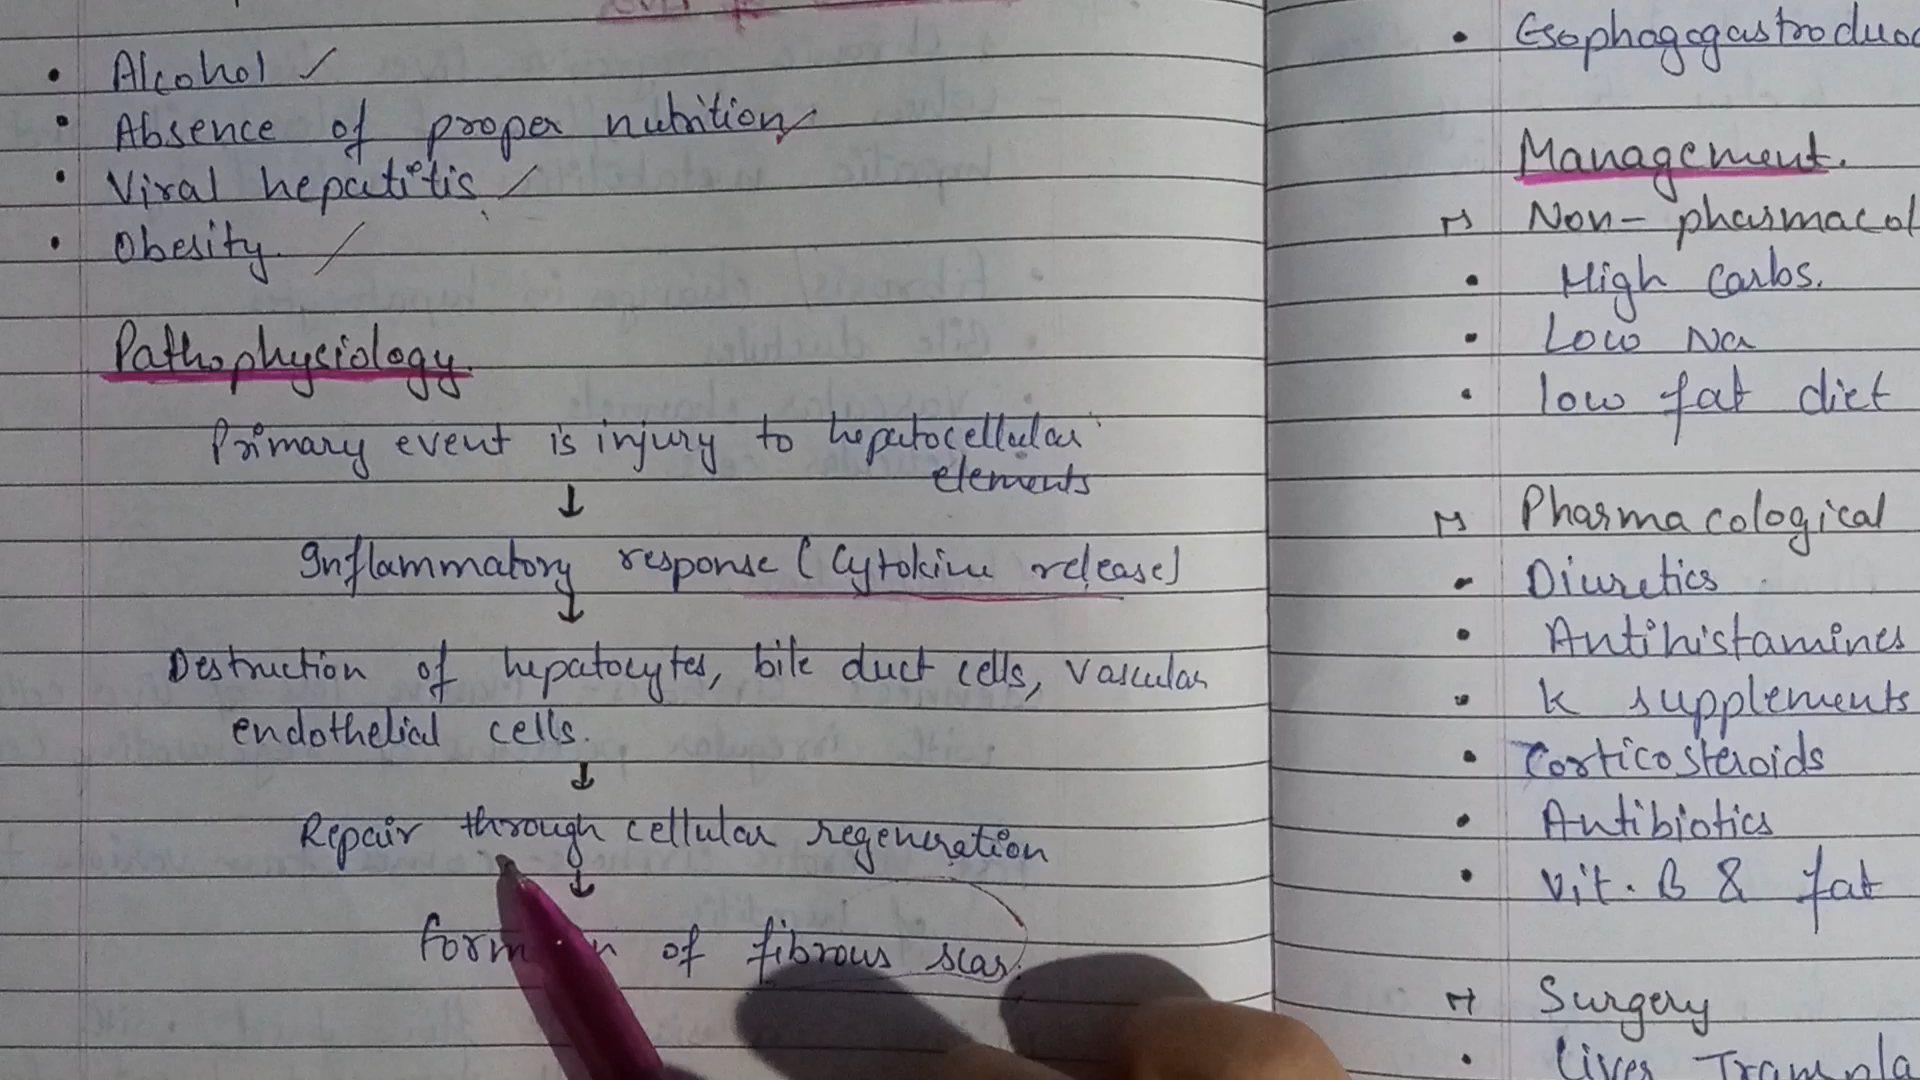 • Alcohol ✓
• Absence of proper nutrition ✓
• Viral hepatitis ✓
• Obesity. ✓
Pathophysiology.
Primary event is injury to hepatocellular
elements
↓
Inflammatory response (Cytokine release)
↓
Destruction of hepatocytes, bile duct cells, vascular
endothelial cells.
↓
Repair through cellular regeneration
↓
form n of fibrous scar.
• Esophagogastroduo
Management.
Non-pharmacol
• High Carbs.
• Low Na
• low fat diet
Pharmacological
- Diuretics
• Antihistamines
• K supplements
• Corticosteroids
• Antibiotics
• Vit. B & fat
Surgery
• Liver Transpla